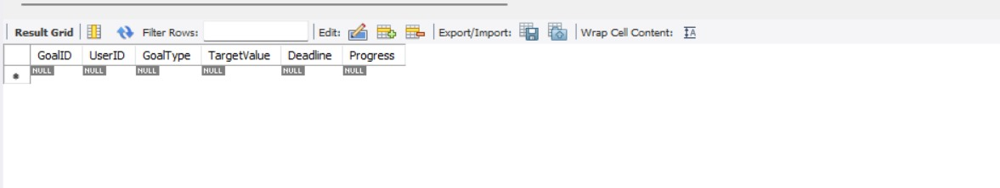 Result Grid Filter Rows: Edit: Export/Import: Wrap Cell Content: A
GoalID UserID GoalType TargetValue Deadline Progress
NULL NULL NULL NULL NULL NULL